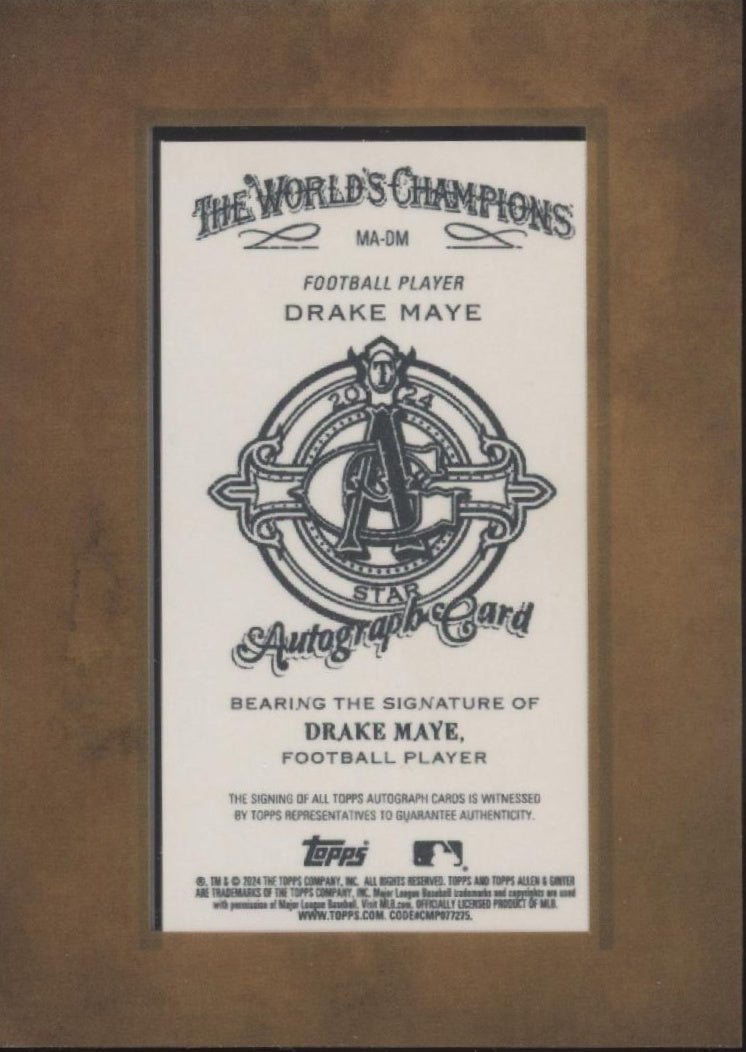 THE WORLD'S CHAMPIONS
MA-DM
FOOTBALL PLAYER
DRAKE MAYE
T
20 24
A&G
STAR
Autograph Card
BEARING THE SIGNATURE OF
DRAKE MAYE,
FOOTBALL PLAYER
THE SIGNING OF ALL TOPPS AUTOGRAPH CARDS IS WITNESSED
BY TOPPS REPRESENTATIVES TO GUARANTEE AUTHENTICITY.
topps
®, TM & © 2024 THE TOPPS COMPANY, INC. ALL RIGHTS RESERVED. TOPPS AND TOPPS ALLEN & GINTER
ARE TRADEMARKS OF THE TOPPS COMPANY, INC. Major League Baseball trademarks and copyrights are used
with permission of Major League Baseball. Visit MLB.com. OFFICIALLY LICENSED PRODUCT OF MLB.
WWW.TOPPS.COM. CODE#CMP077275.